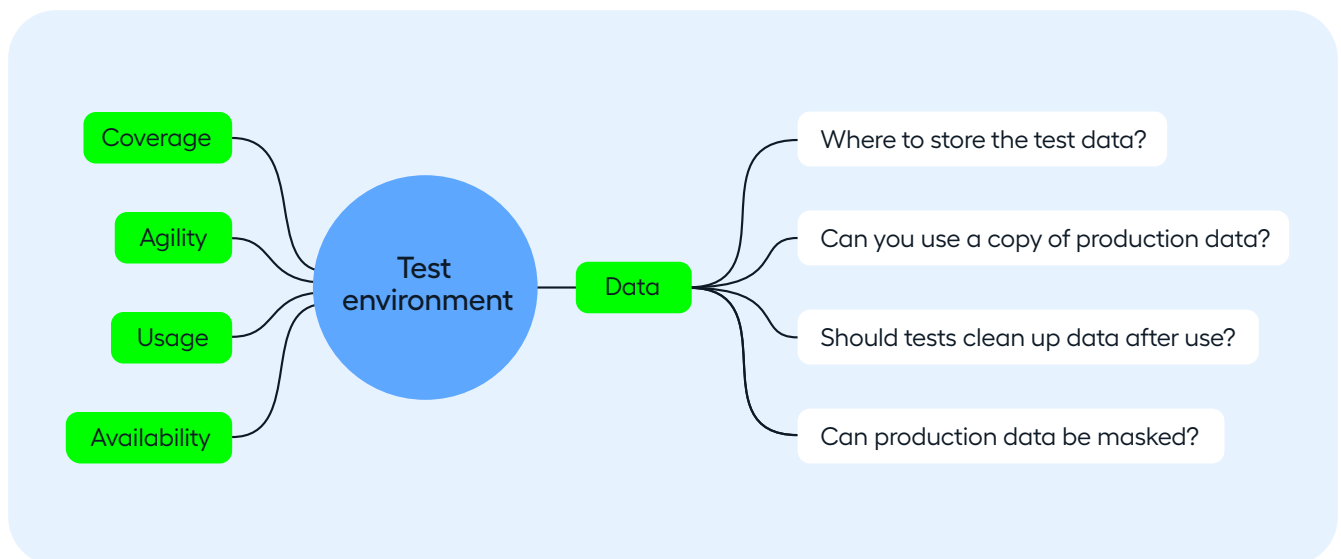 Coverage
Agility
Usage
Availability
Test
environment
Data
Where to store the test data?
Can you use a copy of production data?
Should tests clean up data after use?
Can production data be masked?